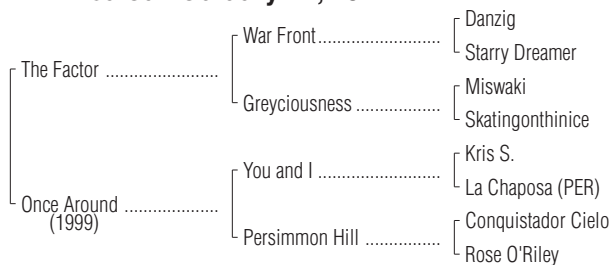 Danzig
War Front
Starry Dreamer
The Factor
Miswaki
Greyciousness
Skatingonthinice
Kris S.
You and I
La Chaposa (PER)
Once Around
(1999)
Conquistador Cielo
Persimmon Hill
Rose O'Riley